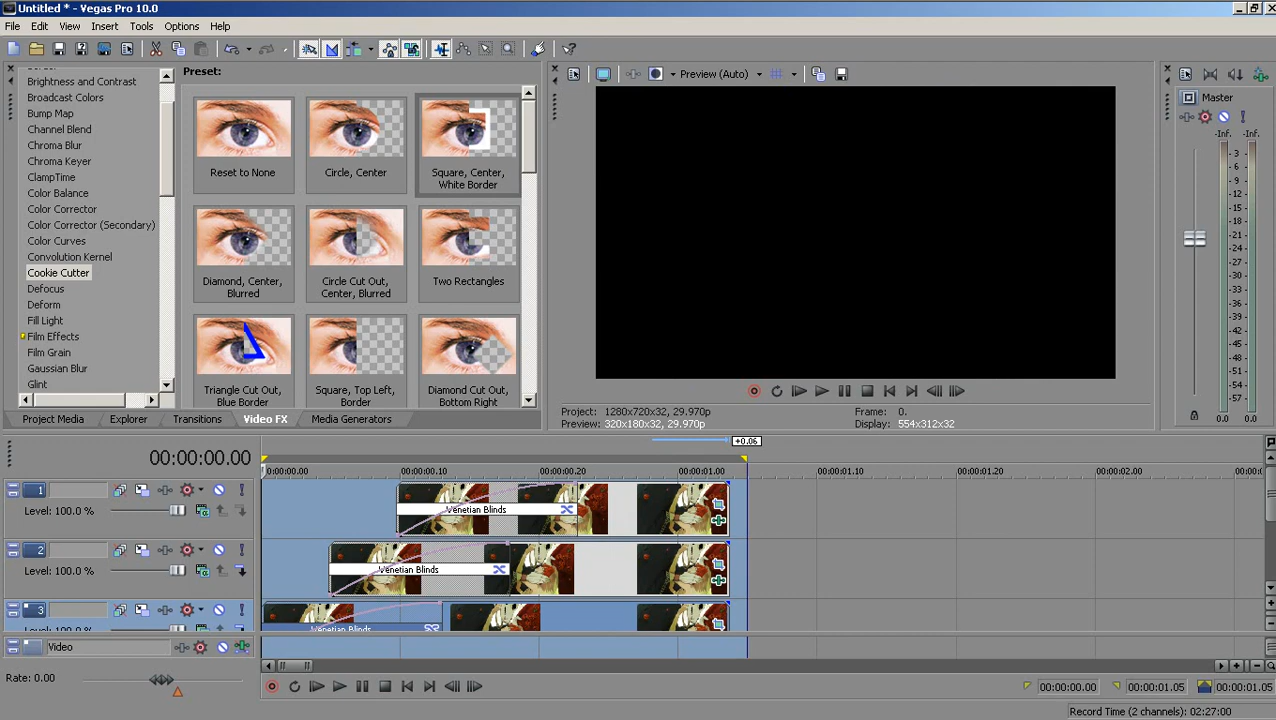 Untitled * - Vegas Pro 10.0
File Edit View Insert Tools Options Help
Brightness and Contrast
Broadcast Colors
Bump Map
Channel Blend
Chroma Blur
Chroma Keyer
ClampTime
Color Balance
Color Corrector
Color Corrector (Secondary)
Color Curves
Convolution Kernel
Cookie Cutter
Defocus
Deform
Fill Light
Film Effects
Film Grain
Gaussian Blur
Glint
Preset:
Reset to None
Circle, Center
Square, Center,
White Border
Diamond, Center,
Blurred
Circle Cut Out,
Center, Blurred
Two Rectangles
Triangle Cut Out,
Blue Border
Square, Top Left,
Border
Diamond Cut Out,
Bottom Right
Project Media Explorer Transitions Video FX Media Generators
Preview (Auto)
Project: 1280x720x32, 29.970p
Preview: 320x180x32, 29.970p
Frame: 0.
Display: 554x312x32
Master
-Inf. -Inf.
3
6
9
12
15
18
21
24
27
30
33
36
39
42
45
48
51
54
57
0.0 0.0
+0.06
00:00:00.00
00:00:00.00 00:00:00.10 00:00:00.20 00:00:01.00 00:00:01.10 00:00:01.20 00:00:02.00
1
Level: 100.0 %
Venetian Blinds
2
Level: 100.0 %
Venetian Blinds
3
Level: 100.0 %
Venetian Blinds
Video
Rate: 0.00
00:00:00.00 00:00:01.05 00:00:01.05
Record Time (2 channels): 02:27:00